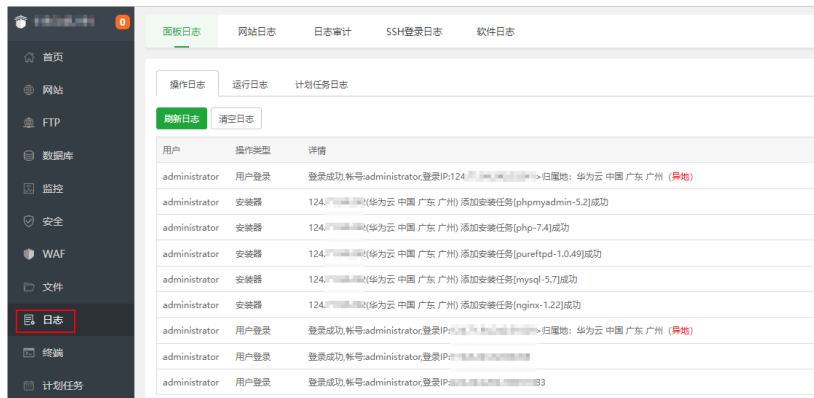 0
首页
网站
FTP
数据库
监控
安全
WAF
文件
日志
终端
计划任务
面板日志 网站日志 日志审计 SSH登录日志 软件日志
操作日志 运行日志 计划任务日志
刷新日志 清空日志
用户 操作类型 详情
administrator 用户登录 登录成功,帐号:administrator,登录IP:124. >归属地: 华为云 中国 广东 广州 (异地)
administrator 安装器 124. (华为云 中国 广东 广州) 添加安装任务[phpmyadmin-5.2]成功
administrator 安装器 124. (华为云 中国 广东 广州) 添加安装任务[php-7.4]成功
administrator 安装器 124. (华为云 中国 广东 广州) 添加安装任务[pureftpd-1.0.49]成功
administrator 安装器 124. (华为云 中国 广东 广州) 添加安装任务[mysql-5.7]成功
administrator 安装器 124. (华为云 中国 广东 广州) 添加安装任务[nginx-1.22]成功
administrator 用户登录 登录成功,帐号:administrator,登录IP: >归属地: 华为云 中国 广东 广州 (异地)
administrator 用户登录 登录成功,帐号:administrator,登录IP:
administrator 用户登录 登录成功,帐号:administrator,登录IP: 33